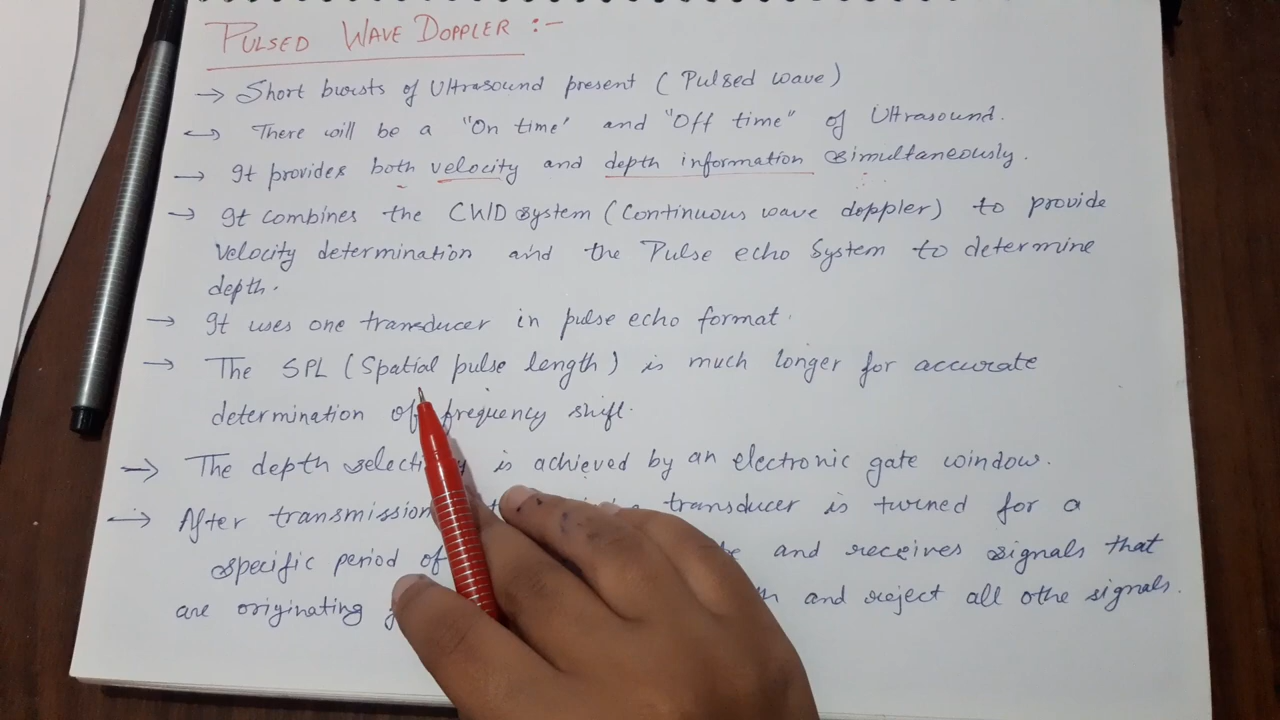 PULSED WAVE DOPPLER :-
→ Short bursts of Ultrasound present (Pulsed wave)
→ There will be a "On time' and "Off time" of Ultrasound.
→ It provides both velocity and depth information simultaneously.
→ It combines the CWD system (Continuous wave doppler) to provide
velocity determination and the Pulse echo System to determine
depth.
→ It uses one transducer in pulse echo format.
→ The SPL (Spatial pulse length) is much longer for accurate
determination of frequency shift.
→ The depth is achieved by an electronic gate window.
→ After transmission transducer is turned for a
specific period of and receives signals that
are originating and reject all othe signals.